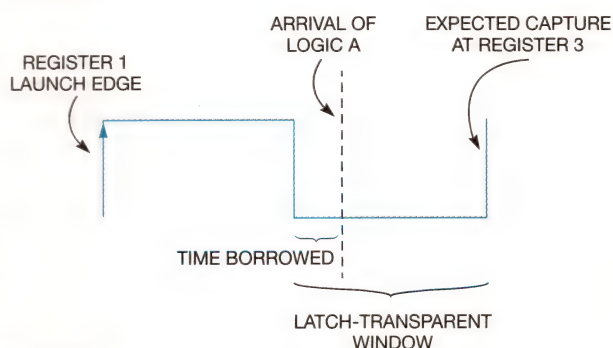 REGISTER 1
LAUNCH EDGE
ARRIVAL OF
LOGIC A
EXPECTED CAPTURE
AT REGISTER 3
TIME BORROWED
LATCH-TRANSPARENT
WINDOW